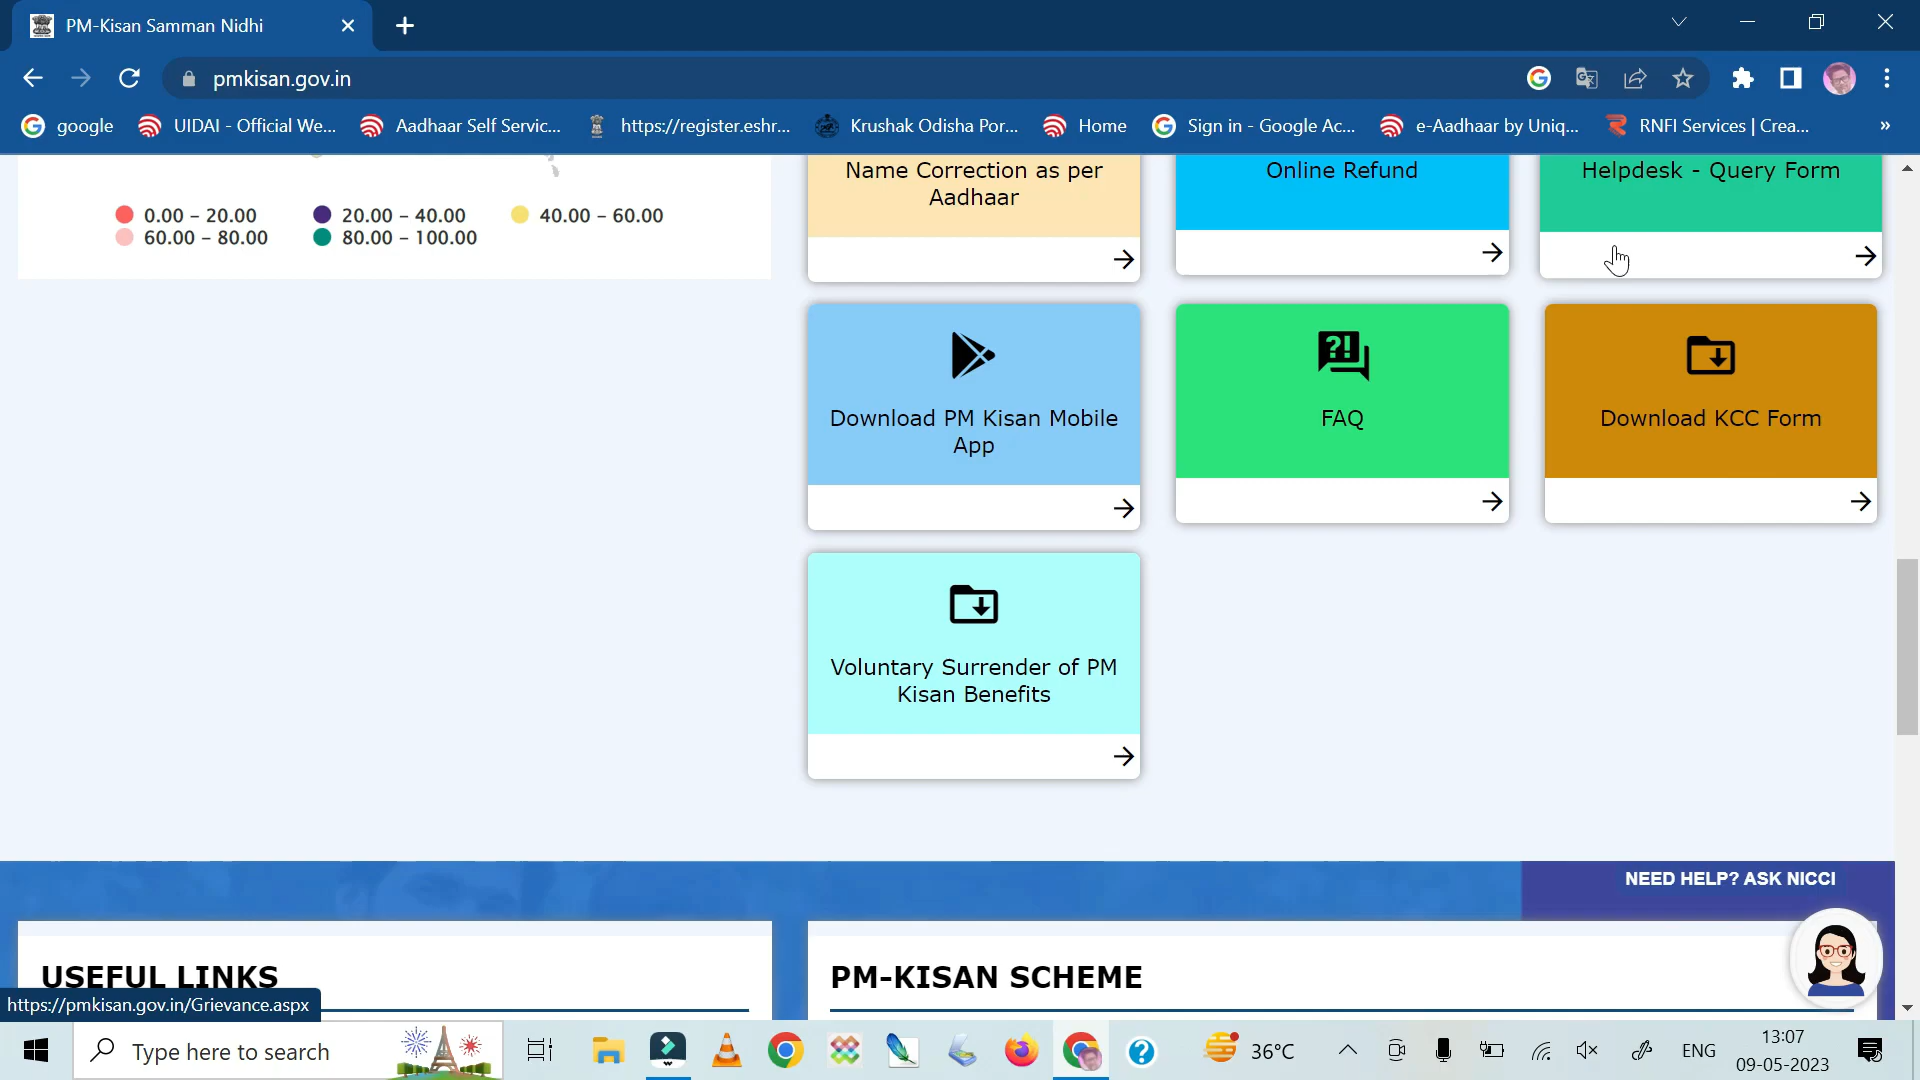 PM-Kisan Samman Nidhi
pmkisan.gov.in
google
UIDAI - Official We...
Aadhaar Self Servic...
https://register.eshr...
Krushak Odisha Por...
Home
Sign in - Google Ac...
e-Aadhaar by Uniq...
RNFI Services | Crea...
»
0.00 – 20.00
20.00 – 40.00
40.00 – 60.00
60.00 – 80.00
80.00 – 100.00
Name Correction as per
Aadhaar
Online Refund
Helpdesk - Query Form
Download PM Kisan Mobile
App
?!
FAQ
Download KCC Form
Voluntary Surrender of PM
Kisan Benefits
NEED HELP? ASK NICCI
USEFUL LINKS
PM-KISAN SCHEME
https://pmkisan.gov.in/Grievance.aspx
Type here to search
36°C
ENG
13:07
09-05-2023